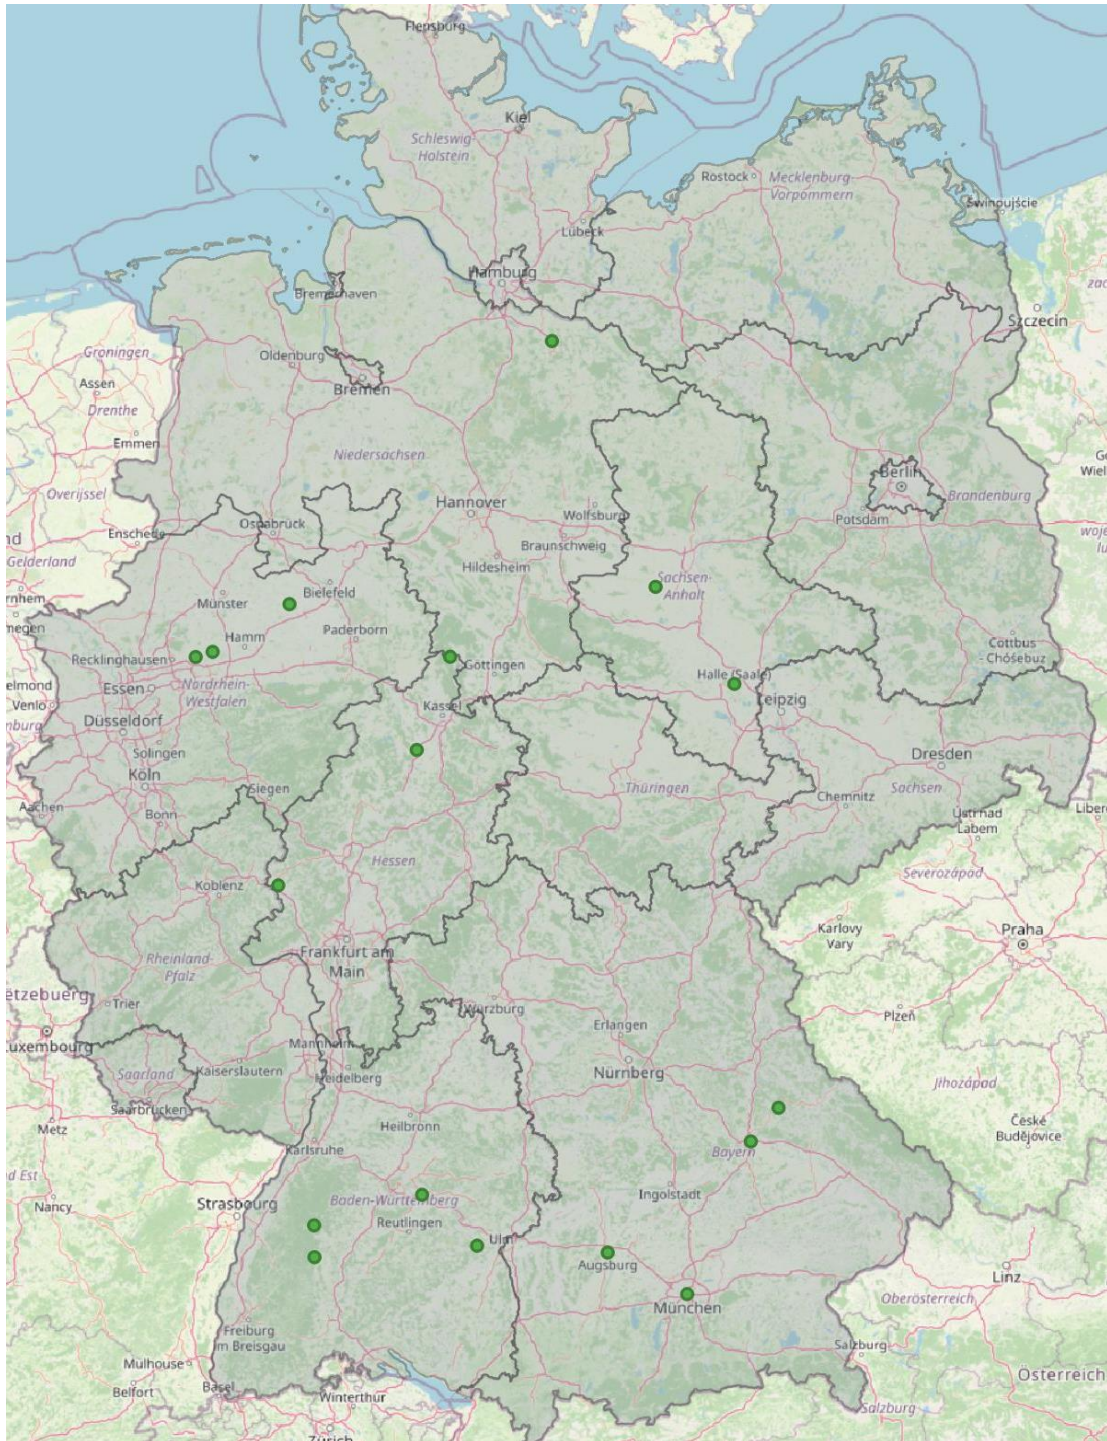 Flensburg
Kiel
Schleswig-
Holstein
Rostock
Mecklenburg
Vorpommern
Świnoujście
Lübeck
Hamburg
Bremerhaven
Szczecin
Groningen
Oldenburg
Assen
Bremen
Drenthe
Emmen
Niedersachsen
Berlin
Overijssel
Hannover
Brandenburg
Wolfsburg
Potsdam
Osnabrück
Enschede
Braunschweig
Gelderland
Hildesheim
Sachsen-
Anhalt
Bielefeld
Münster
Hamm
Paderborn
Cottbus
- Chóśebuz
Recklinghausen
Göttingen
Halle (Saale)
elmond
Essen
Nordrhein-
Westfalen
Venlo
Kassel
Leipzig
Düsseldorf
Solingen
Dresden
Köln
Siegen
Thüringen
Sachsen
Chemnitz
Aachen
Bonn
Liber
Ústí nad
Labem
Hessen
Severozápad
Koblenz
Karlovy
Vary
Praha
Frankfurt am
Main
Rheinland-
Pfalz
Trier
Würzburg
Plzeň
Erlangen
Luxembourg
Mannheim
Nürnberg
Saarland
Kaiserslautern
Heidelberg
Jihozápad
Saarbrücken
Metz
Heilbronn
České
Budějovice
Karlsruhe
Bayern
d Est
Nancy
Strasbourg
Baden-Württemberg
Ingolstadt
Reutlingen
Ulm
Augsburg
Linz
München
Oberösterreich
Freiburg
im Breisgau
Salzburg
Mulhouse
Belfort
Basel
Winterthur
Österreich
Salzburg
Zürich